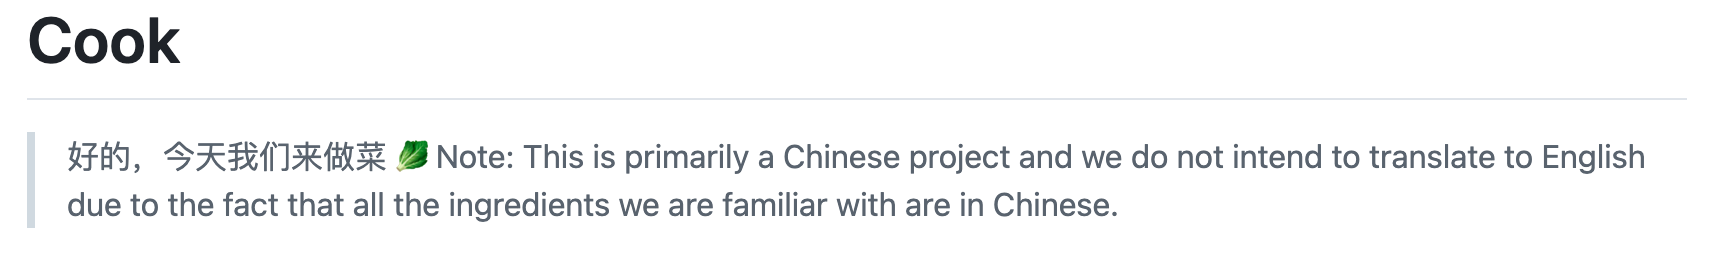 Cook
好的，今天我们来做菜 🥬 Note: This is primarily a Chinese project and we do not intend to translate to English
due to the fact that all the ingredients we are familiar with are in Chinese.